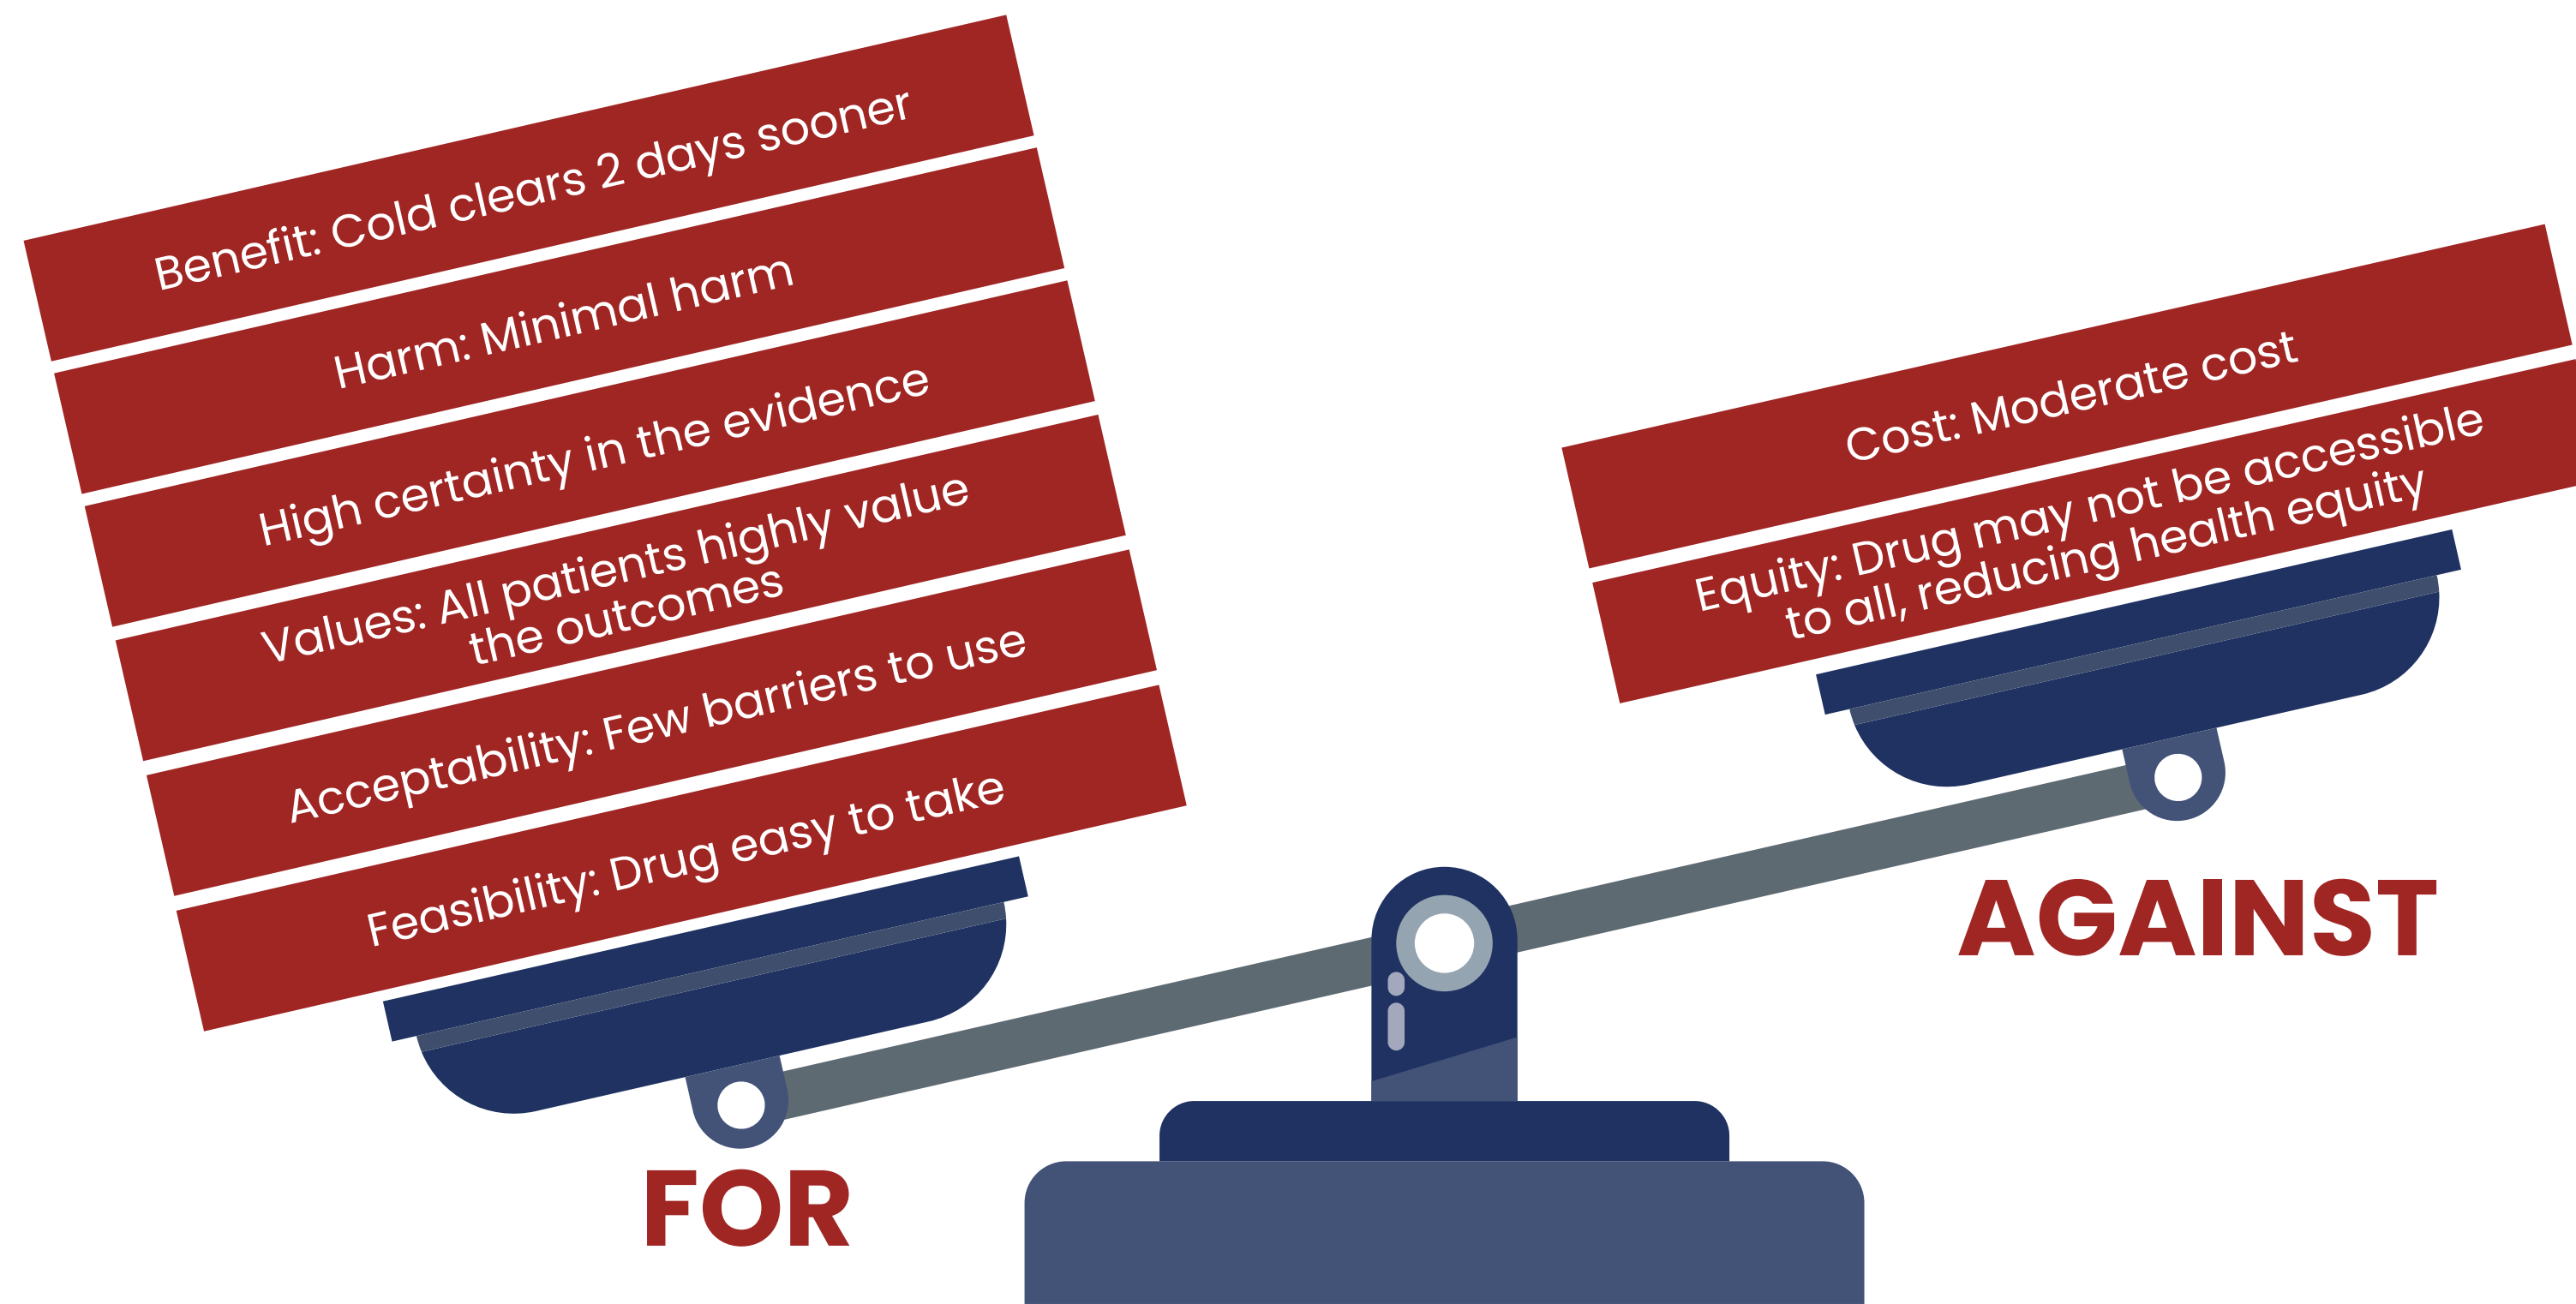 Benefit: Cold clears 2 days sooner
Harm: Minimal harm
High certainty in the evidence
Values: All patients highly value
the outcomes
Acceptability: Few barriers to use
Feasibility: Drug easy to take
FOR
Cost: Moderate cost
Equity: Drug may not be accessible
to all, reducing health equity
AGAINST